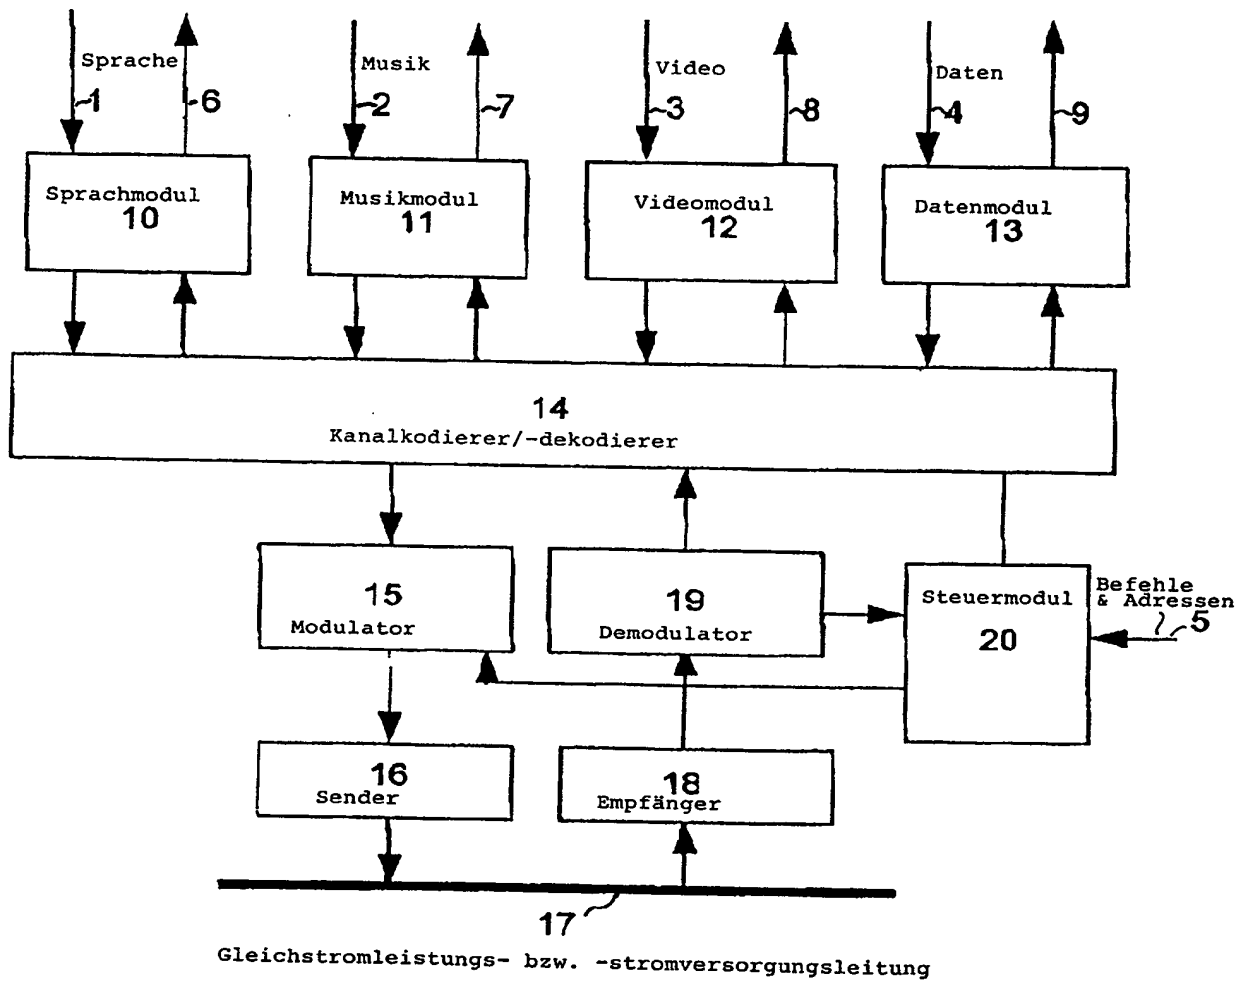 Sprache
Musik
Video
Daten
1
6
2
7
3
8
4
9
Sprachmodul
10
Musikmodul
11
Videomodul
12
Datenmodul
13
14
Kanalkodierer/-dekodierer
15
Modulator
19
Demodulator
Steuermodul
20
Befehle
& Adressen
5
16
Sender
18
Empfänger
17
Gleichstromleistungs- bzw. -stromversorgungsleitung